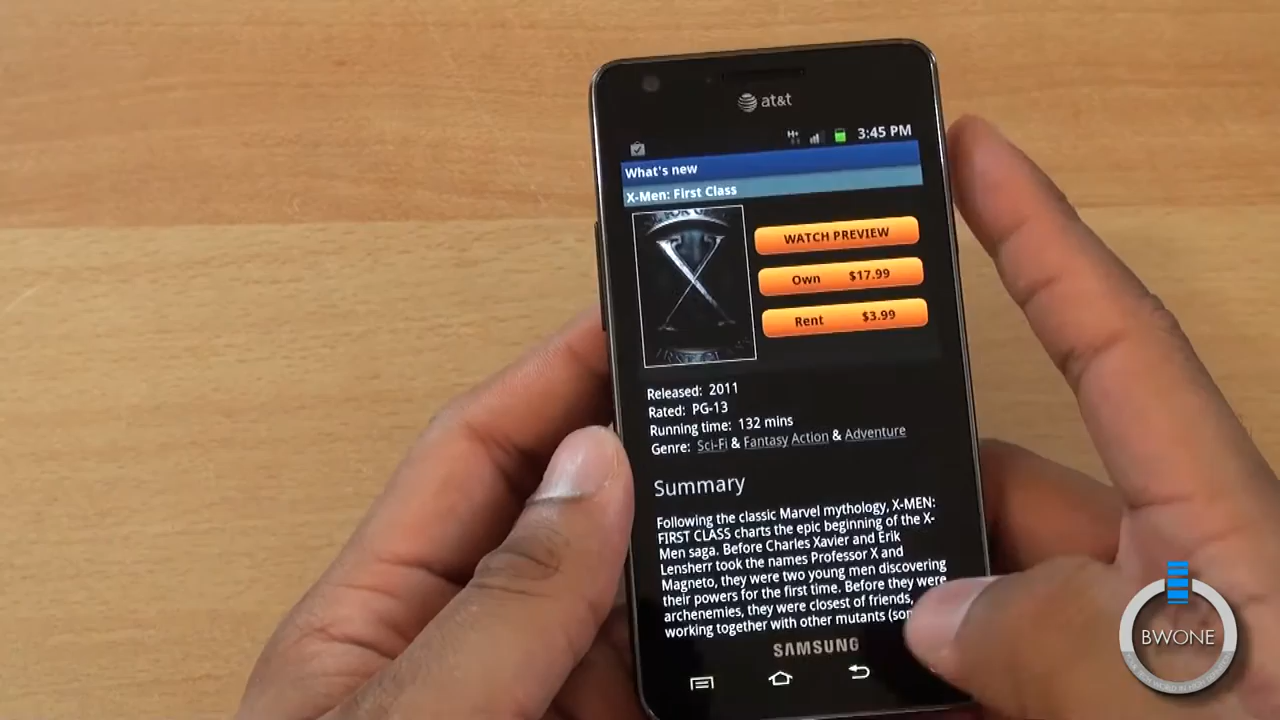 at&t
H+
3:45 PM
What's new
X-Men: First Class
WATCH PREVIEW
Own $17.99
Rent $3.99
X
FIRST CLASS
Released: 2011
Rated: PG-13
Running time: 132 mins
Genre: Sci-Fi & Fantasy Action & Adventure
Summary
Following the classic Marvel mythology, X-MEN:
FIRST CLASS charts the epic beginning of the X-
Men saga. Before Charles Xavier and Erik
Lensherr took the names Professor X and
Magneto, they were two young men discovering
their powers for the first time. Before they were
archenemies, they were closest of friends,
working together with other mutants
SAMSUNG
BWONE